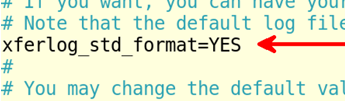 # If you want, you can have your
# Note that the default log file
xferlog_std_format=YES
#
# You may change the default val